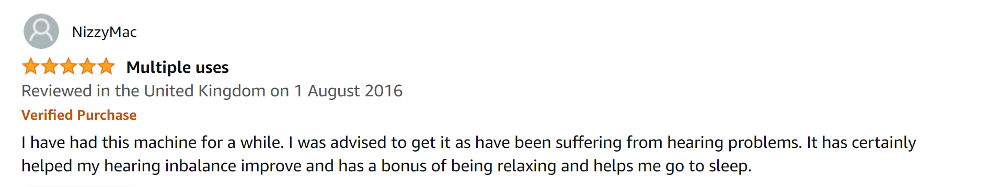 NizzyMac
Multiple uses
Reviewed in the United Kingdom on 1 August 2016
Verified Purchase
I have had this machine for a while. I was advised to get it as have been suffering from hearing problems. It has certainly
helped my hearing inbalance improve and has a bonus of being relaxing and helps me go to sleep.